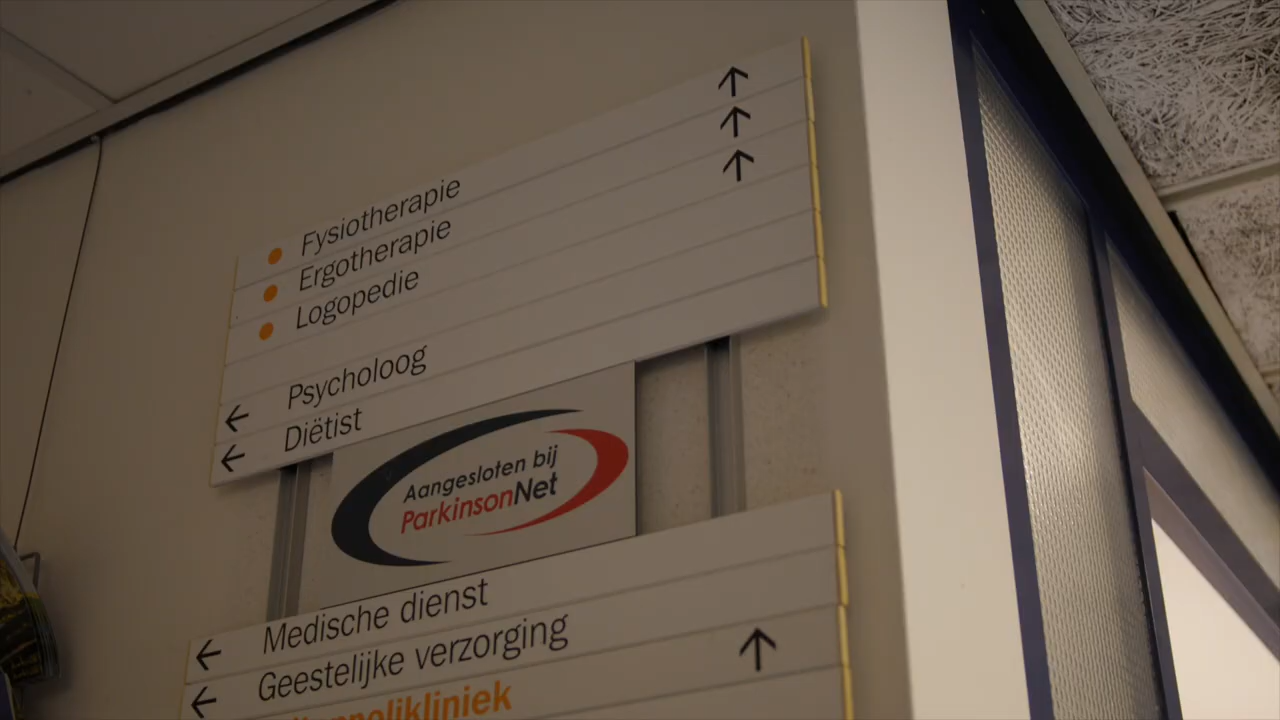 Fysiotherapie
Ergotherapie
Logopedie
Psycholoog
Diëtist
Aangesloten bij
ParkinsonNet
Medische dienst
Geestelijke verzorging